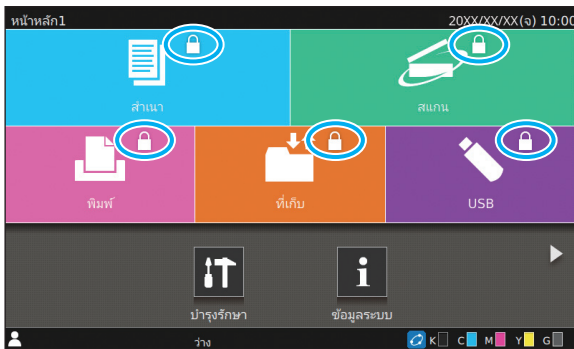 หน้าหลัก1 20XX/XX/XX(จ) 10:00
สำเนา สแกน
พิมพ์ ที่เก็บ USB
บำรุงรักษา ข้อมูลระบบ
ว่าง K C M Y G